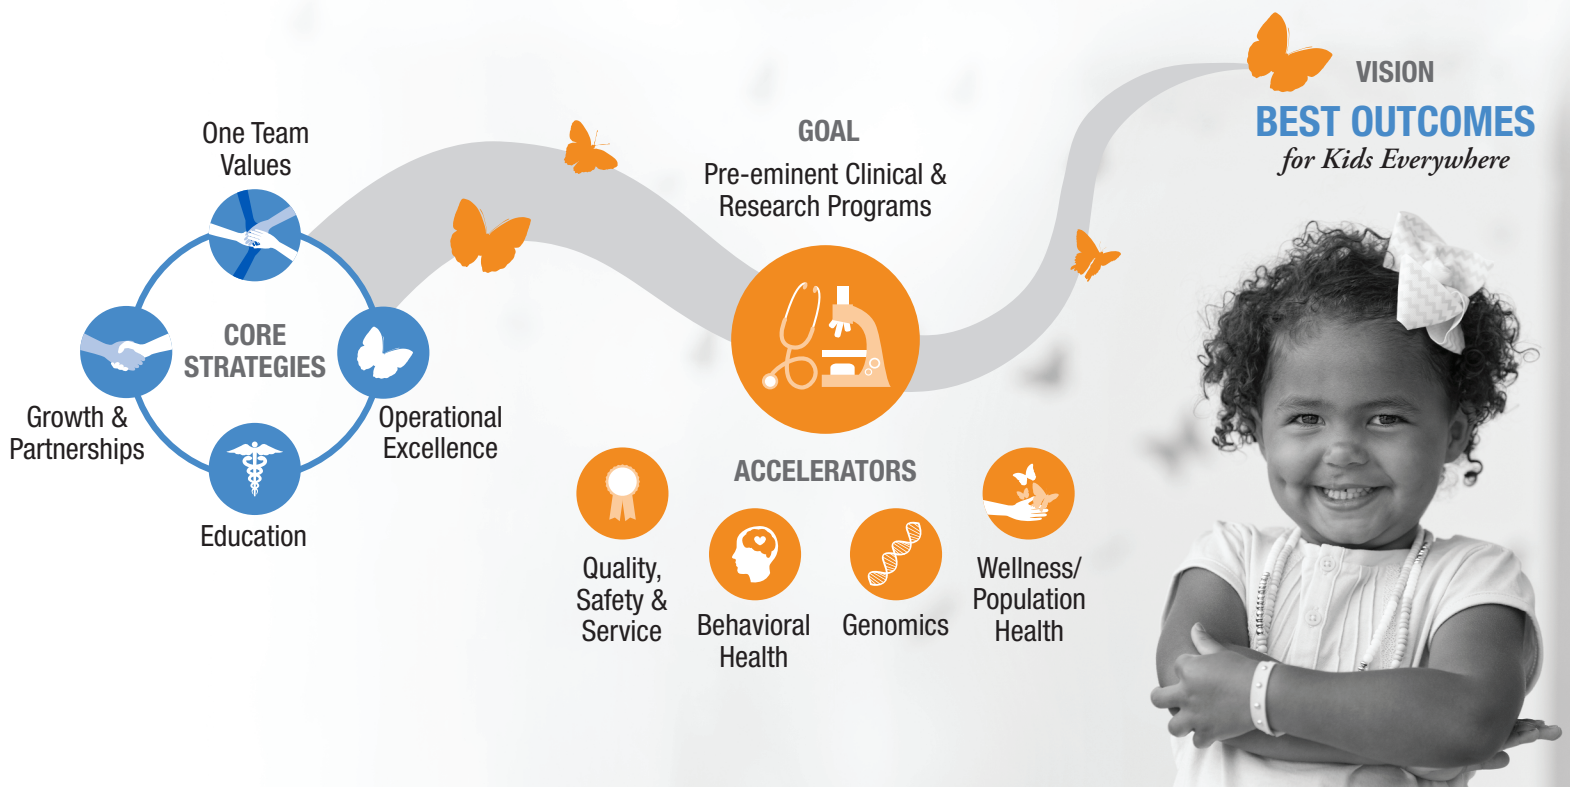 One Team
Values
CORE
STRATEGIES
Growth &
Partnerships
Operational
Excellence
Education
GOAL
Pre-eminent Clinical &
Research Programs
ACCELERATORS
Quality,
Safety &
Service
Behavioral
Health
Genomics
Wellness/
Population
Health
VISION
BEST OUTCOMES
for Kids Everywhere